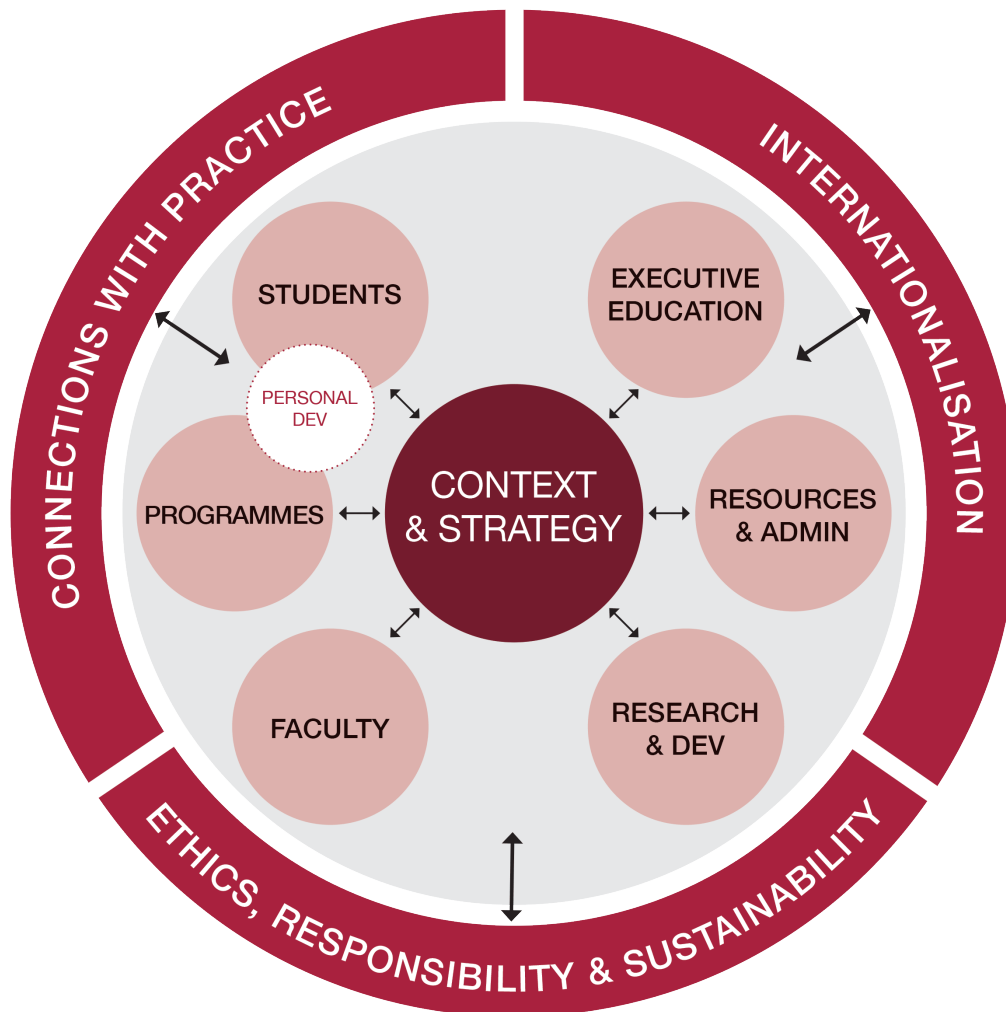 CONNECTIONS WITH PRACTICE
INTERNATIONALISATION
STUDENTS
EXECUTIVE
EDUCATION
PERSONAL
DEV
PROGRAMMES
CONTEXT
& STRATEGY
RESOURCES
& ADMIN
FACULTY
RESEARCH
& DEV
ETHICS, RESPONSIBILITY & SUSTAINABILITY